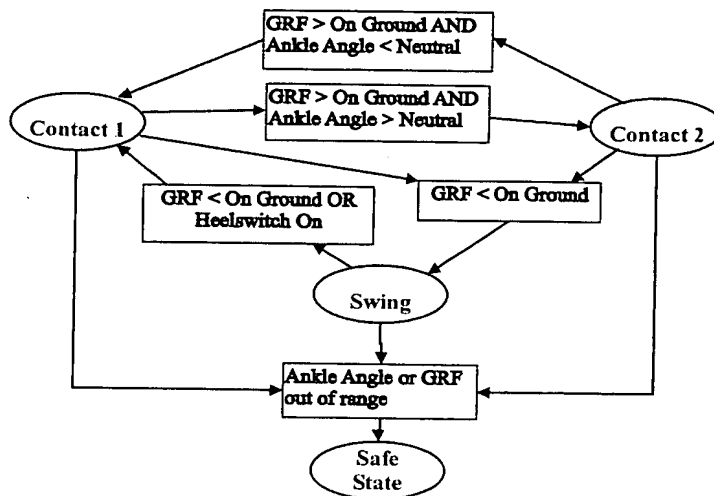 GRF > On Ground AND
Ankle Angle < Neutral
GRF > On Ground AND
Ankle Angle > Neutral
Contact 1
Contact 2
GRF < On Ground OR
Heelswitch On
GRF < On Ground
Swing
Ankle Angle or GRF
out of range
Safe
State